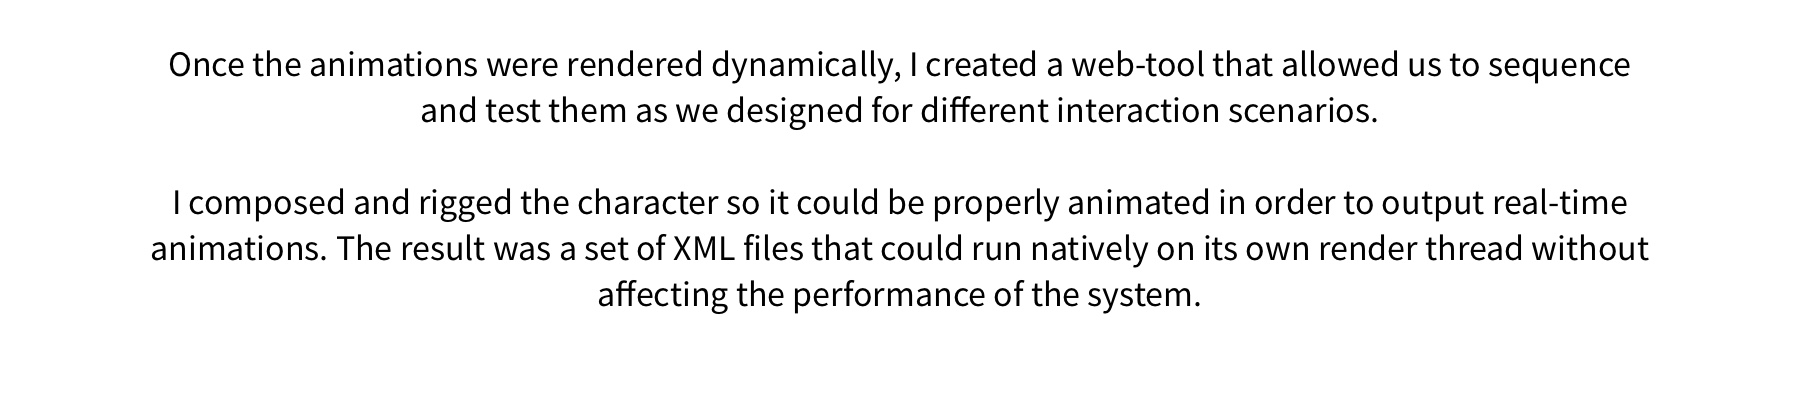 Once the animations were rendered dynamically, I created a web-tool that allowed us to sequence
and test them as we designed for different interaction scenarios.
I composed and rigged the character so it could be properly animated in order to output real-time
animations. The result was a set of XML files that could run natively on its own render thread without
affecting the performance of the system.